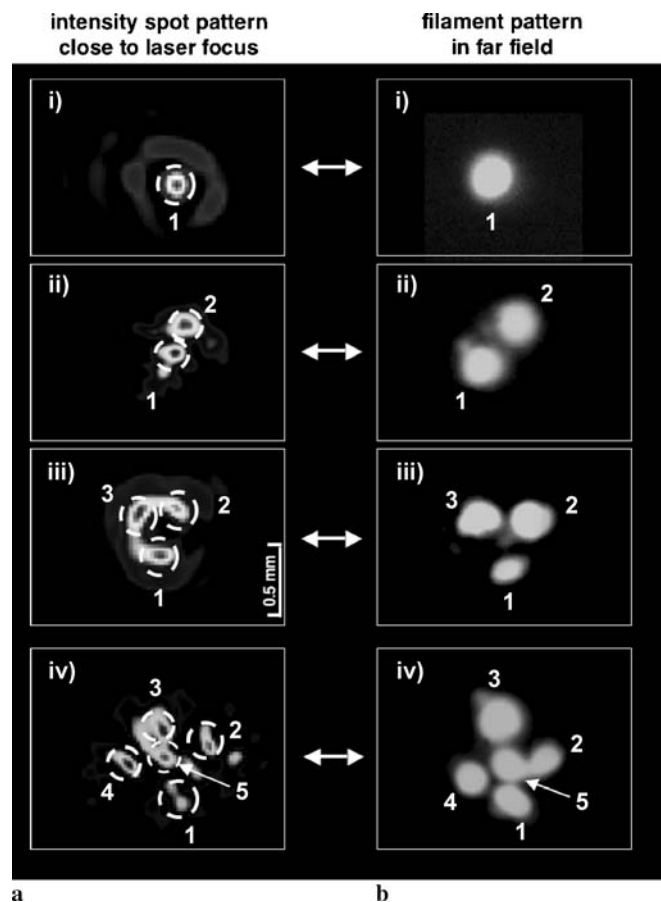 intensity spot pattern
close to laser focus
filament pattern
in far field
i)
1
i)
1
ii)
2
1
ii)
2
1
iii)
3
2
1
0.5 mm
iii)
3
2
1
iv)
3
2
4
5
1
iv)
3
2
4
5
1
a
b